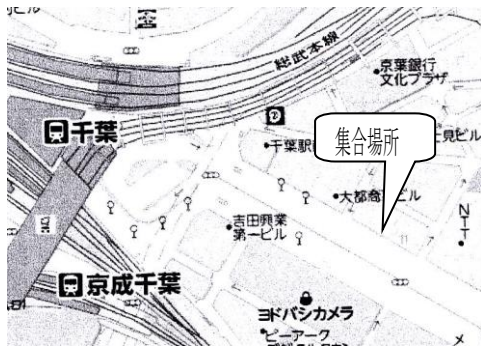 総武本線
京葉銀行
文化プラザ
千葉
千葉駅
集合場所
大都商
ビル
吉田興業
第一ビル
NTT
京成千葉
ヨドバシカメラ
ビーアーク